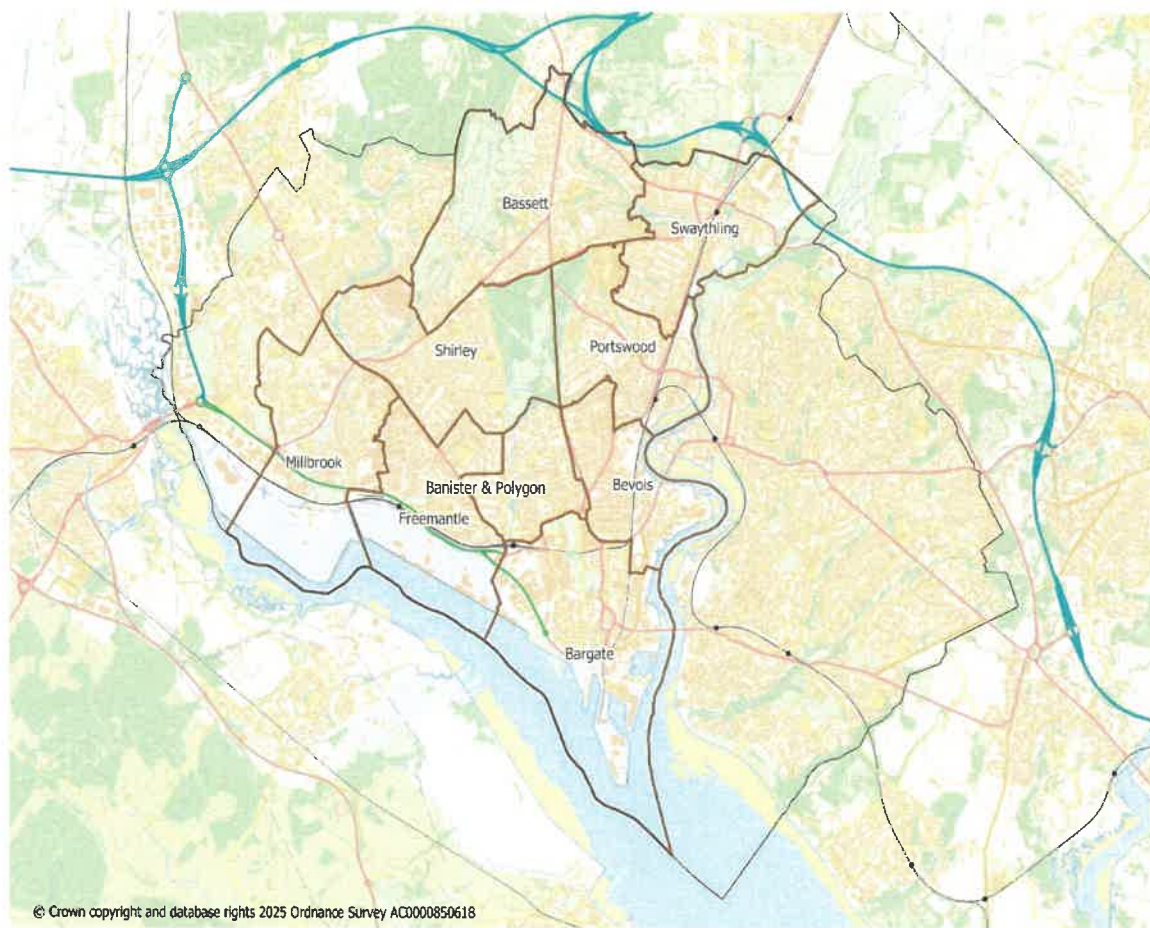 Bassett
Swaythling
Shirley
Portswood
Millbrook
Banister & Polygon
Bevois
Freemantle
Bargate
© Crown copyright and database rights 2025 Ordnance Survey AC0000850618